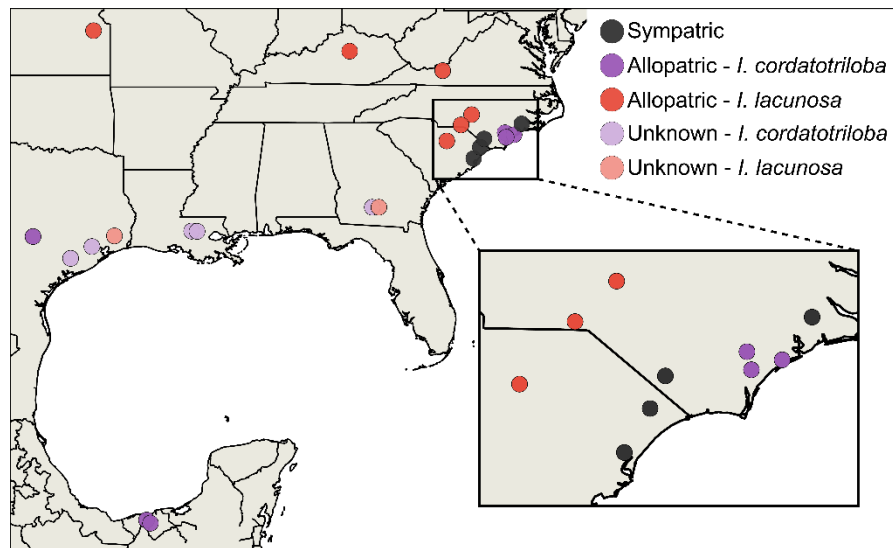 Sympatric
Allopatric - I. cordatotriloba
Allopatric - I. lacunosa
Unknown - I. cordatotriloba
Unknown - I. lacunosa